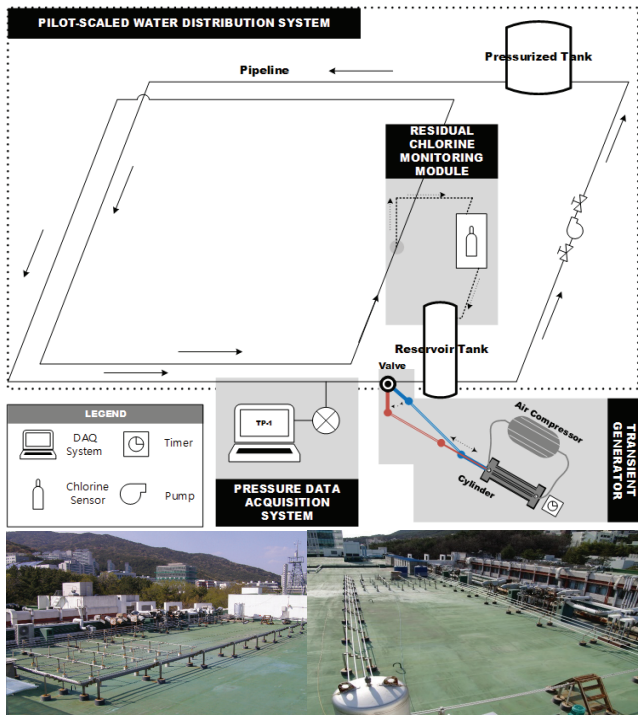 PILOT-SCALED WATER DISTRIBUTION SYSTEM
Pressurized Tank
Pipeline
RESIDUAL
CHLORINE
MONITORING
MODULE
Reservoir Tank
Valve
TP-1
PRESSURE DATA
ACQUISITION
SYSTEM
Air Compressor
Cylinder
TRANSIENT
GENERATOR
LEGEND
DAQ
System
Timer
Chlorine
Sensor
Pump